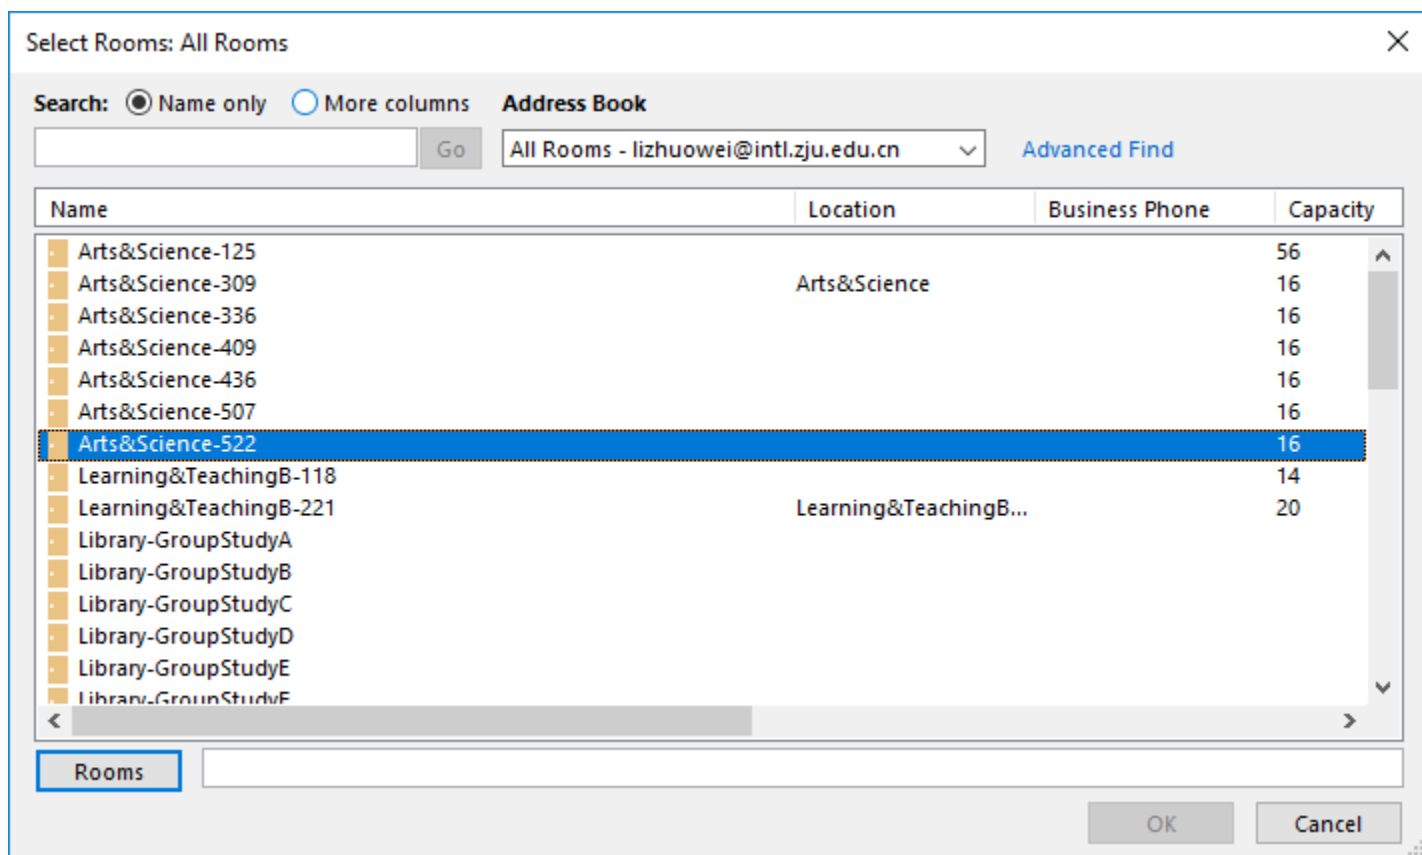 Select Rooms: All Rooms
Search: Name only More columns Address Book
Go All Rooms - lizhuowei@intl.zju.edu.cn Advanced Find
Name Location Business Phone Capacity
Arts&Science-125 56
Arts&Science-309 Arts&Science 16
Arts&Science-336 16
Arts&Science-409 16
Arts&Science-436 16
Arts&Science-507 16
Arts&Science-522 16
Learning&TeachingB-118 14
Learning&TeachingB-221 Learning&TeachingB... 20
Library-GroupStudyA
Library-GroupStudyB
Library-GroupStudyC
Library-GroupStudyD
Library-GroupStudyE
Rooms
OK Cancel